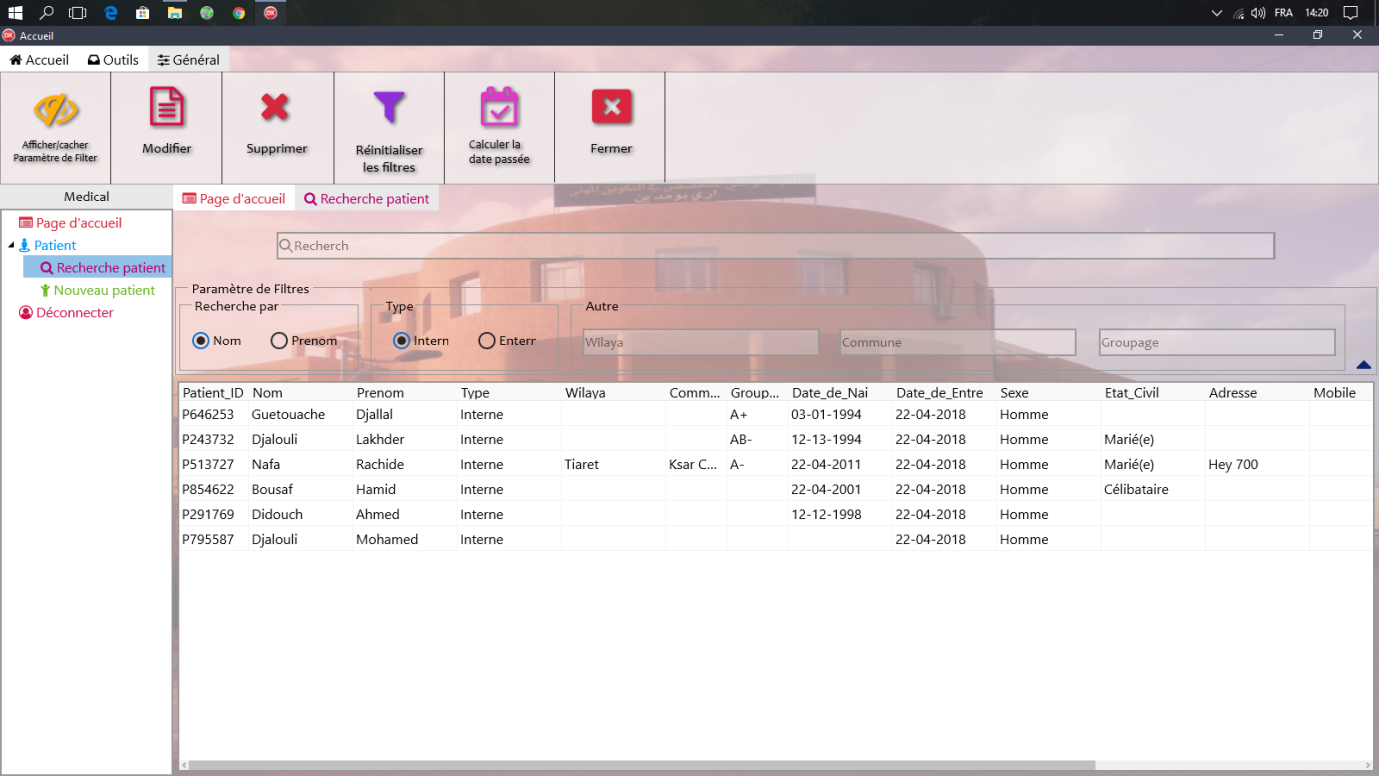 FRA 14:20
DK Accueil
Accueil Outils Général
Afficher/cacher
Paramètre de Filter
Modifier
Supprimer
Réinitialiser
les filtres
Calculer la
date passée
Fermer
Medical
Page d'accueil
Patient
Recherche patient
Nouveau patient
Déconnecter
Page d'accueil Recherche patient
Recherch
Paramètre de Filtres
Recherche par Type Autre
Nom Prenom Intern Enterr Wilaya Commune Groupage
Patient_ID Nom Prenom Type Wilaya Comm... Group... Date_de_Nai Date_de_Entre Sexe Etat_Civil Adresse Mobile
P646253 Guetouache Djallal Interne A+ 03-01-1994 22-04-2018 Homme
P243732 Djalouli Lakhder Interne AB- 12-13-1994 22-04-2018 Homme Marié(e)
P513727 Nafa Rachide Interne Tiaret Ksar C... A- 22-04-2011 22-04-2018 Homme Marié(e) Hey 700
P854622 Bousaf Hamid Interne 22-04-2001 22-04-2018 Homme Célibataire
P291769 Didouch Ahmed Interne 12-12-1998 22-04-2018 Homme
P795587 Djalouli Mohamed Interne 22-04-2018 Homme